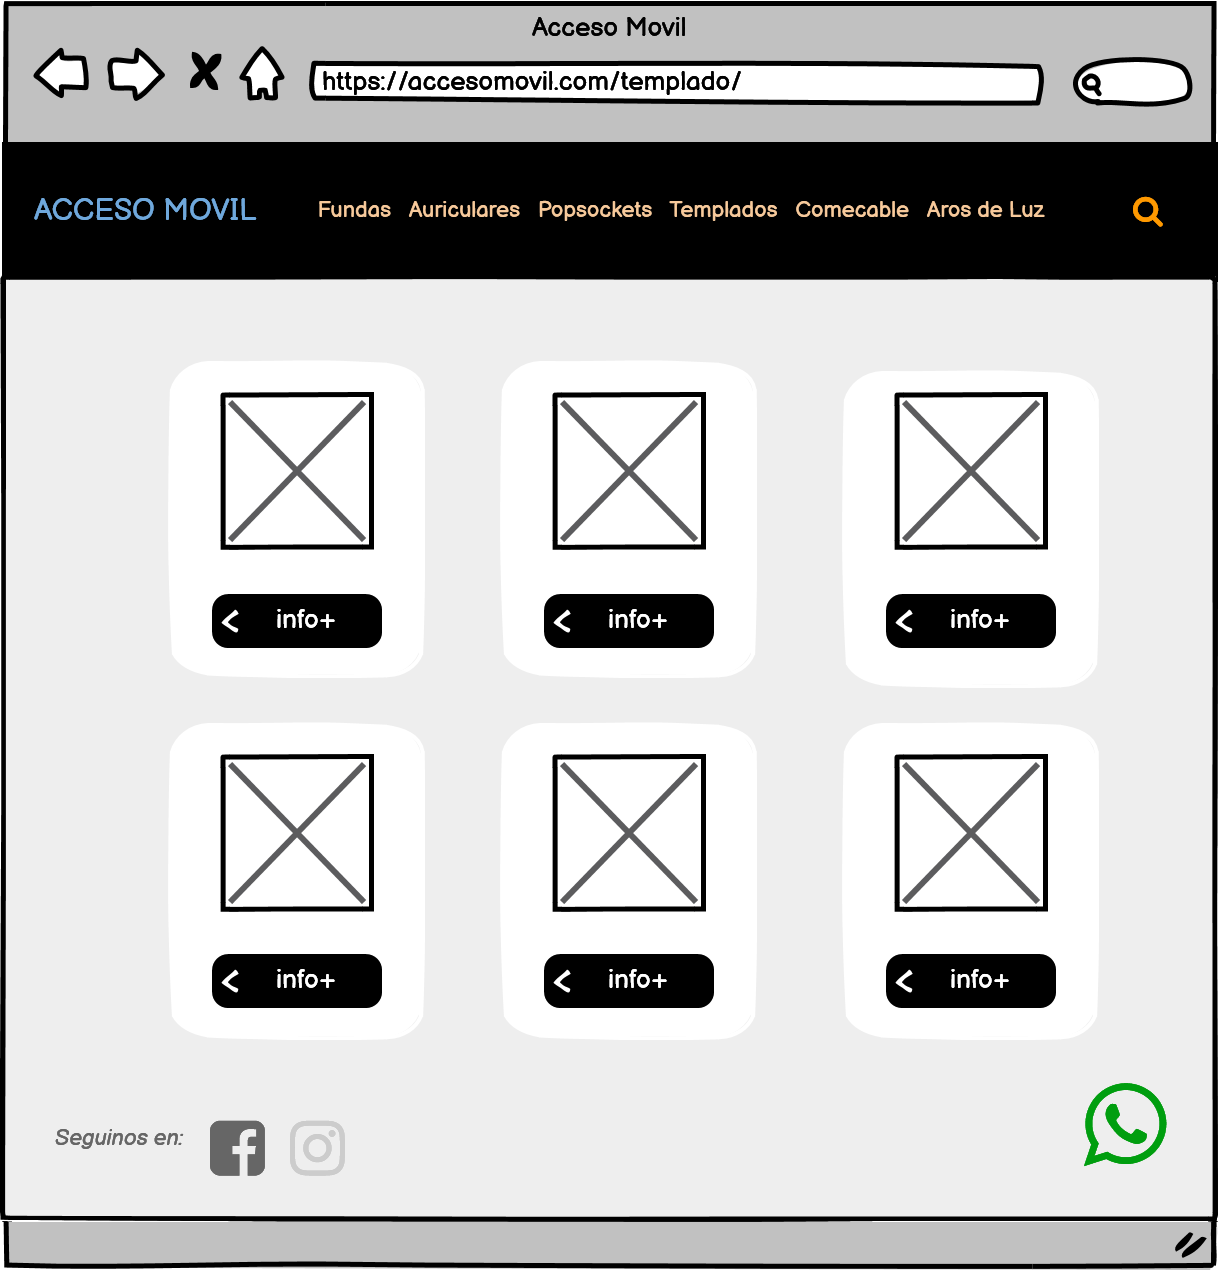 Acceso Movil
https://accesomovil.com/templado/
ACCESO MOVIL Fundas Auriculares Popsockets Templados Comecable Aros de Luz
info+ info+ info+
info+ info+ info+
Seguinos en: